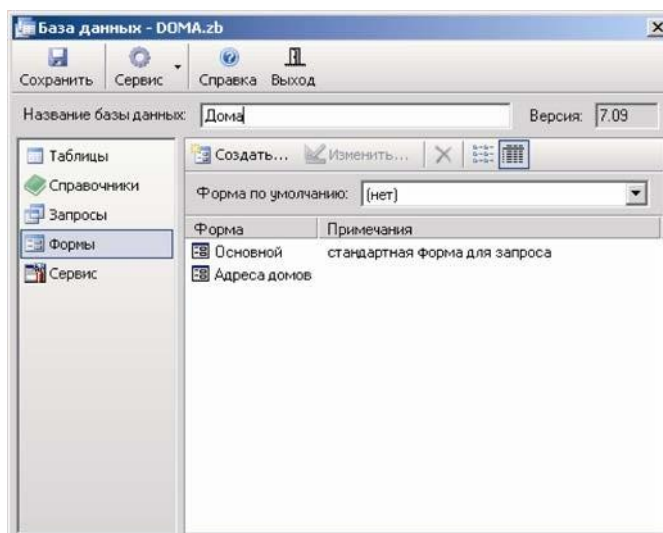 База данных - DOMA.zb
Сохранить Сервис Справка Выход
Название базы данных: Дома Версия: 7.09
Таблицы
Справочники
Запросы
Формы
Сервис
Создать... Изменить...
Форма по умолчанию: (нет)
Форма Примечания
Основной стандартная форма для запроса
Адреса домов